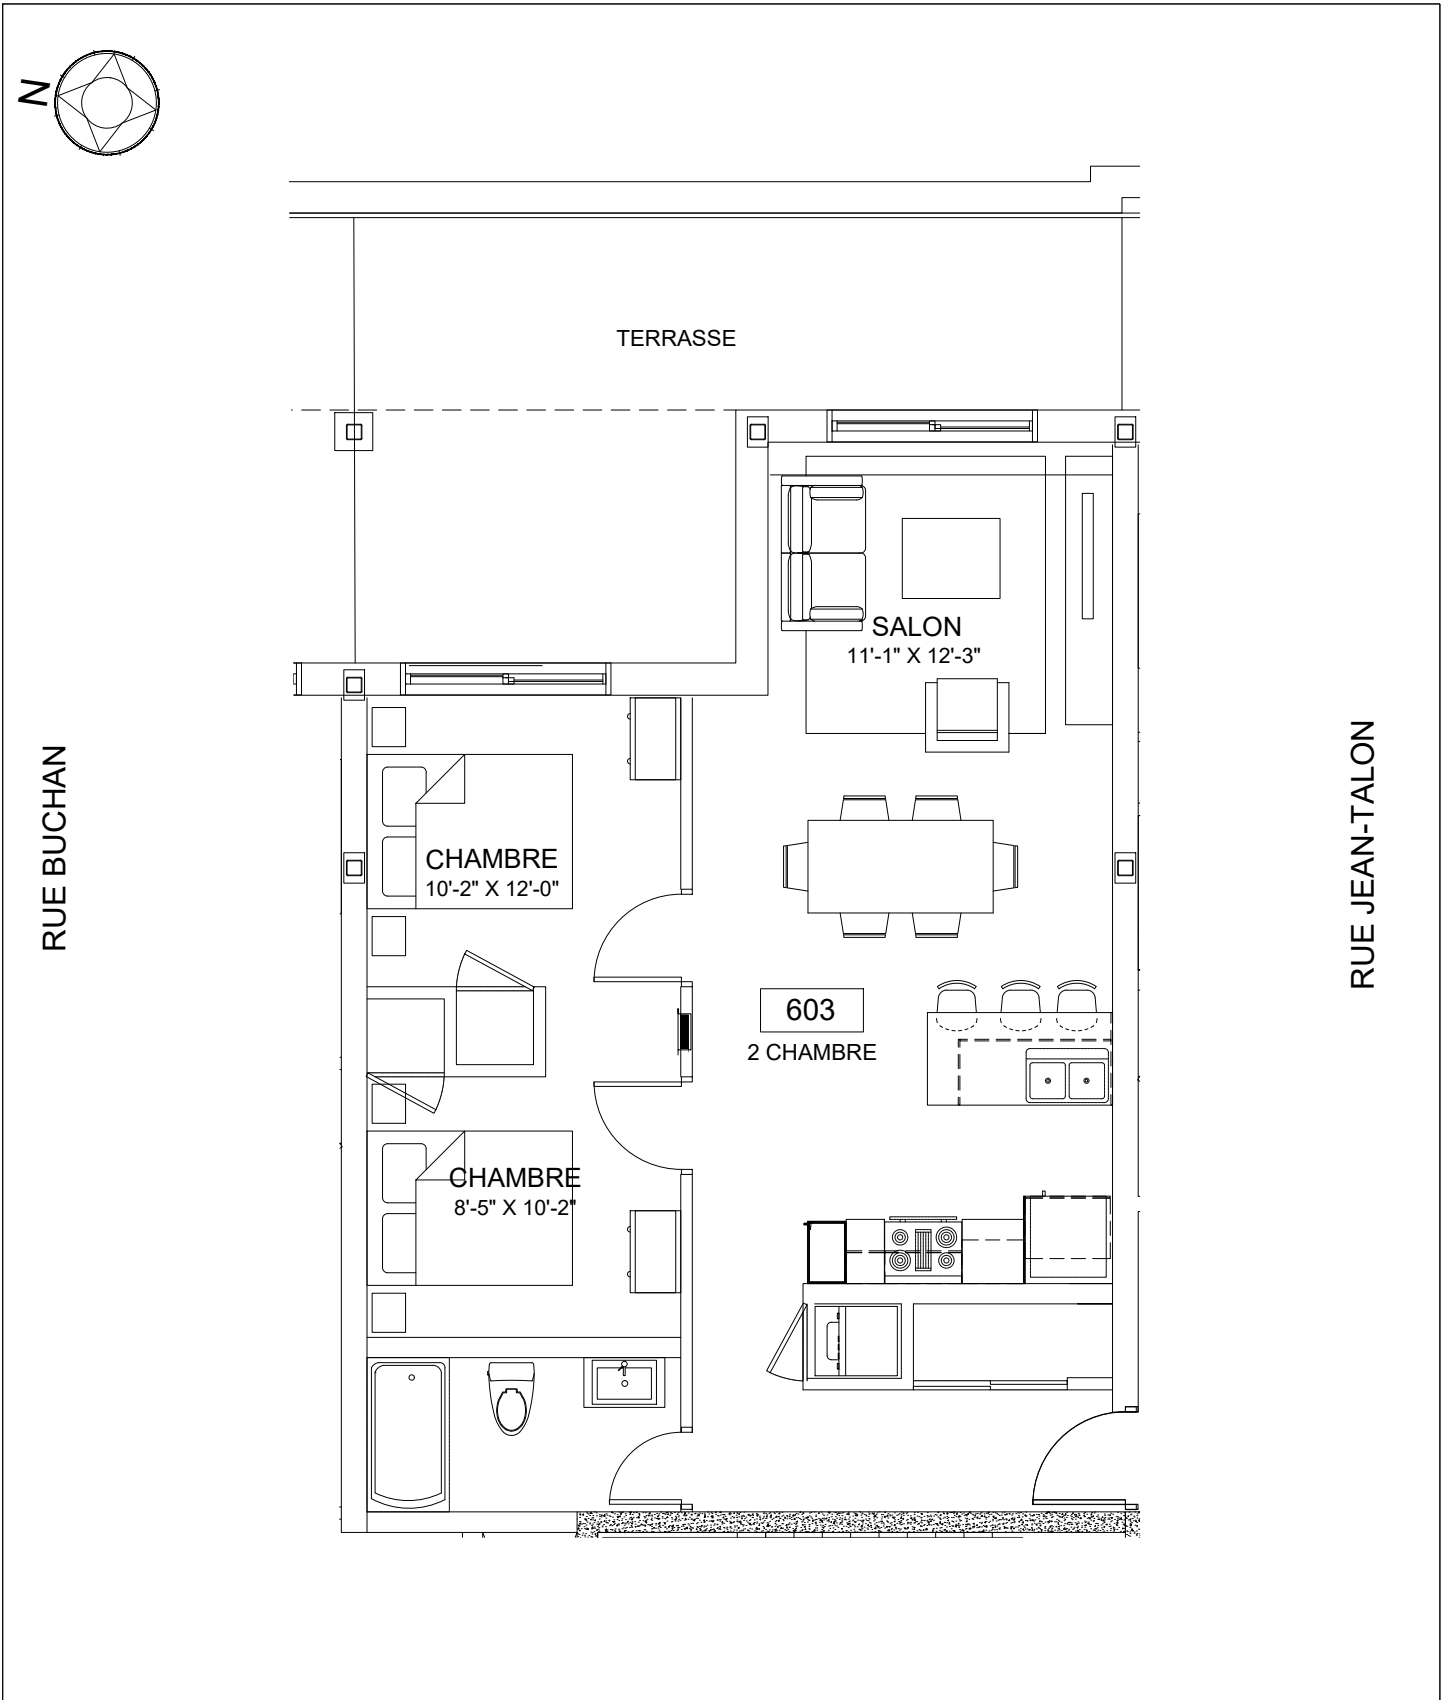 N
TERRASSE
SALON
11'-1" X 12'-3"
RUE BUCHAN
RUE JEAN-TALON
CHAMBRE
10'-2" X 12'-0"
603
2 CHAMBRE
CHAMBRE
8'-5" X 10'-2"